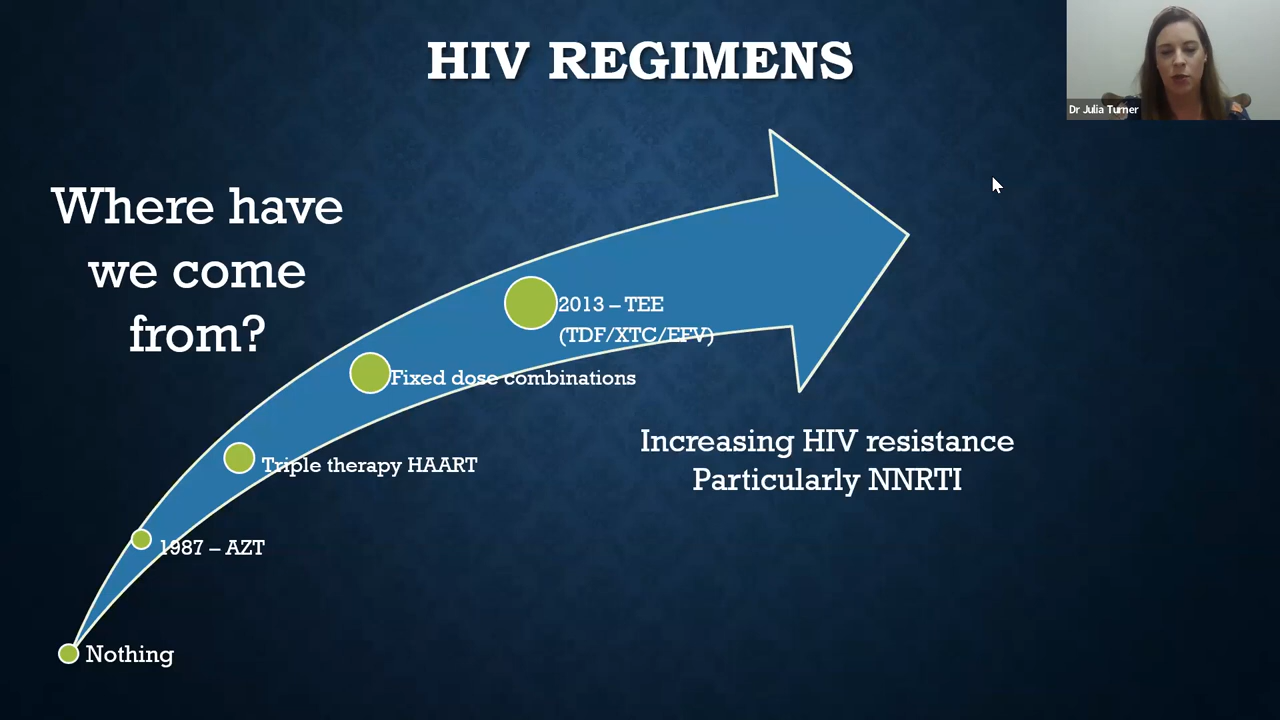 HIV REGIMENS
Dr Julia Turner
Where have
we come
from?
2013 – TEE
(TDF/XTC/EFV)
Fixed dose combinations
Triple therapy HAART
1987 – AZT
Nothing
Increasing HIV resistance
Particularly NNRTI